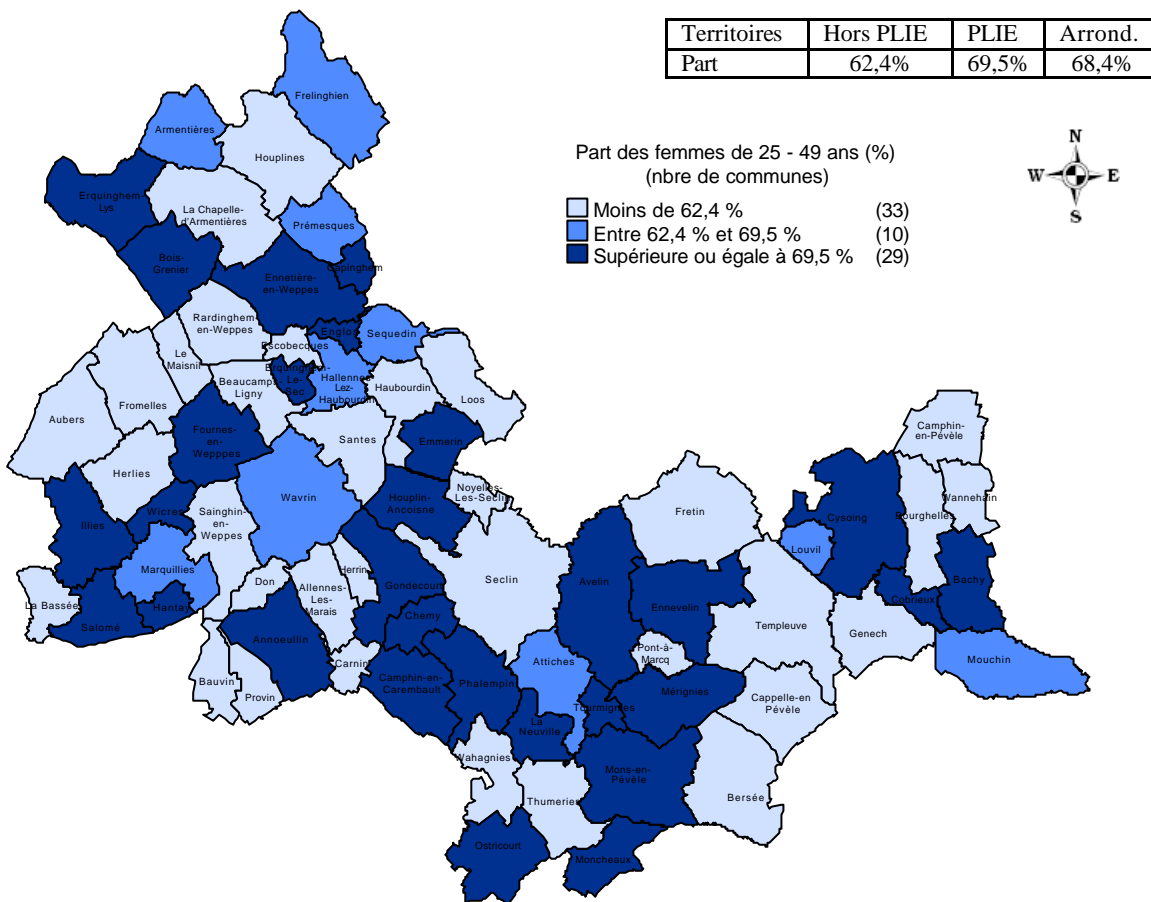 Territoires Hors PLIE PLIE Arrond.
Part 62,4% 69,5% 68,4%
Part des femmes de 25 - 49 ans (%)
(nbre de communes)
Moins de 62,4 % (33)
Entre 62,4 % et 69,5 % (10)
Supérieure ou égale à 69,5 % (29)
N
W E
S
Frelinghien
Armentières
Houplines
Erquinghem-
Lys
La Chapelle-
d'Armentières
Prémesques
Bois-
Grenier
Ennetière-
en-Weppes
Capinghem
Rardinghem-
en-Weppes
Englos
Sequedin
Escobecques
Le
Maisnil
Beaucamps-
Ligny
Erquinghem-
Le-
Sec
Hallennes-
Lez-
Haubourdin
Haubourdin
Loos
Aubers
Fromelles
Fournes-
en-
Wepppes
Santes
Emmerin
Camphin-
en-Pévèle
Herlies
Wavrin
Noyelles-
Les-Seclin
Houplin-
Ancoisne
Fretin
Wannehain
Bourghelles
Cysoing
Illies
Wicres
Sainghin-
en-
Weppes
Louvil
Marquillies
Don
Herrin
Allennes-
Les-
Marais
Gondecourt
Seclin
Avelin
Ennevelin
Bachy
Cobrieux
La Bassée
Salomé
Hantay
Annoeullin
Chemy
Templeuve
Genech
Mouchin
Bauvin
Provin
Carnin
Camphin-en-
Carembault
Phalempin
Attiches
Pont-à-
Marcq
Mérignies
Cappelle-en
Pévèle
Tourmignies
La
Neuville
Wahagnies
Mons-en-
Pévèle
Bersée
Thumeries
Ostricourt
Moncheaux